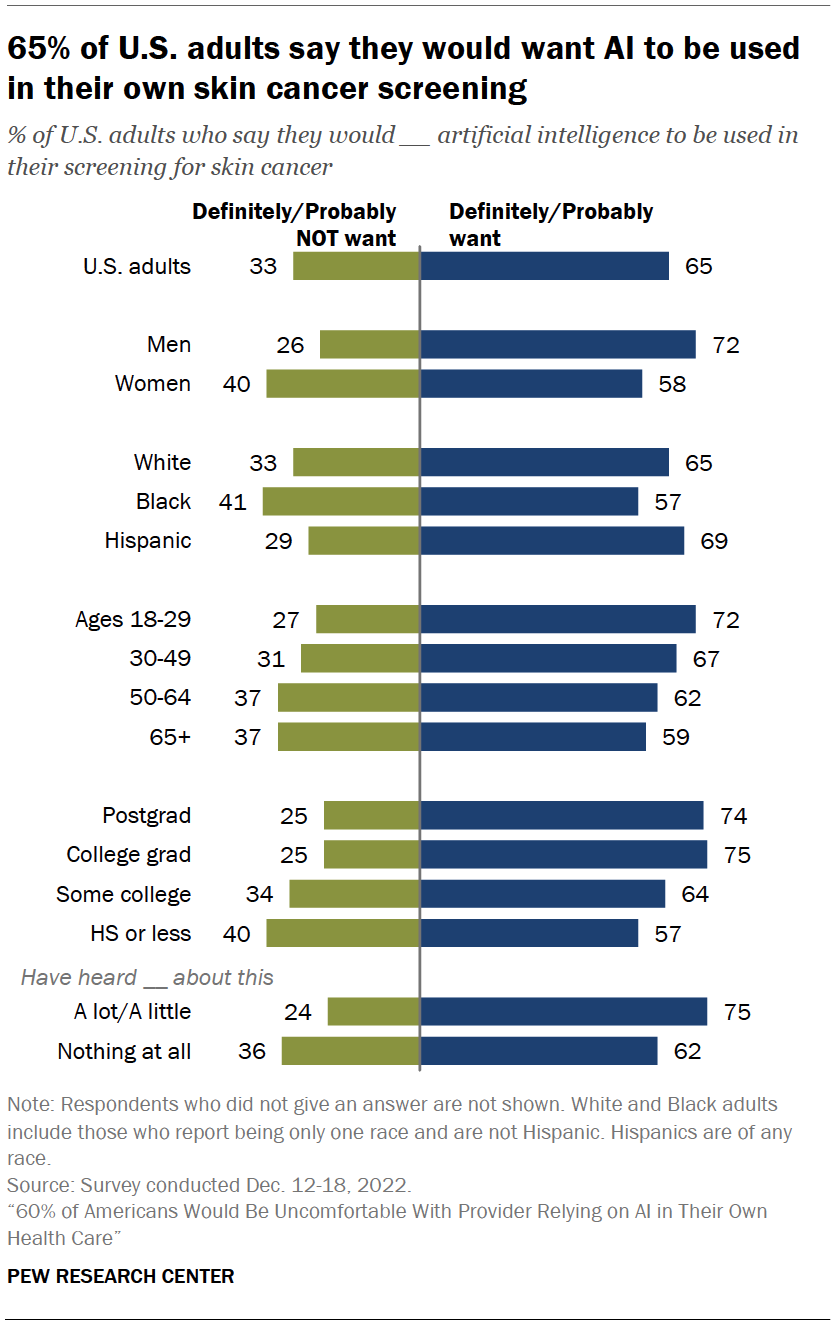 65% of U.S. adults say they would want AI to be used
in their own skin cancer screening
% of U.S. adults who say they would __ artificial intelligence to be used in
their screening for skin cancer
Definitely/Probably NOT want
Definitely/Probably want
U.S. adults 33 65
Men 26 72
Women 40 58
White 33 65
Black 41 57
Hispanic 29 69
Ages 18-29 27 72
30-49 31 67
50-64 37 62
65+ 37 59
Postgrad 25 74
College grad 25 75
Some college 34 64
HS or less 40 57
Have heard __ about this
A lot/A little 24 75
Nothing at all 36 62
Note: Respondents who did not give an answer are not shown. White and Black adults
include those who report being only one race and are not Hispanic. Hispanics are of any
race.
Source: Survey conducted Dec. 12-18, 2022.
“60% of Americans Would Be Uncomfortable With Provider Relying on AI in Their Own
Health Care”
PEW RESEARCH CENTER